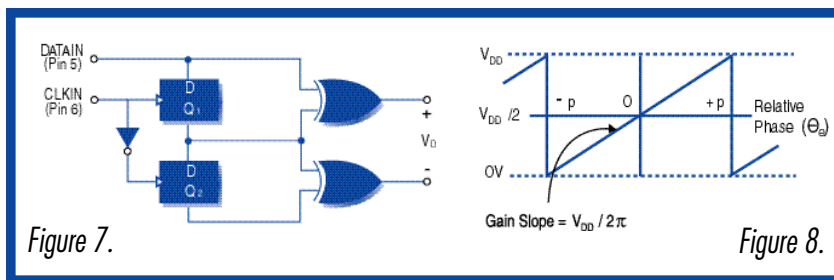 DATAIN
(Pin 5)
CLKIN
(Pin 6)
D
Q1
D
Q2
+
VD
-
Figure 7.
VDD
VDD /2
0V
- p
O
+p
Relative
Phase (Θe)
Gain Slope = VDD / 2π
Figure 8.